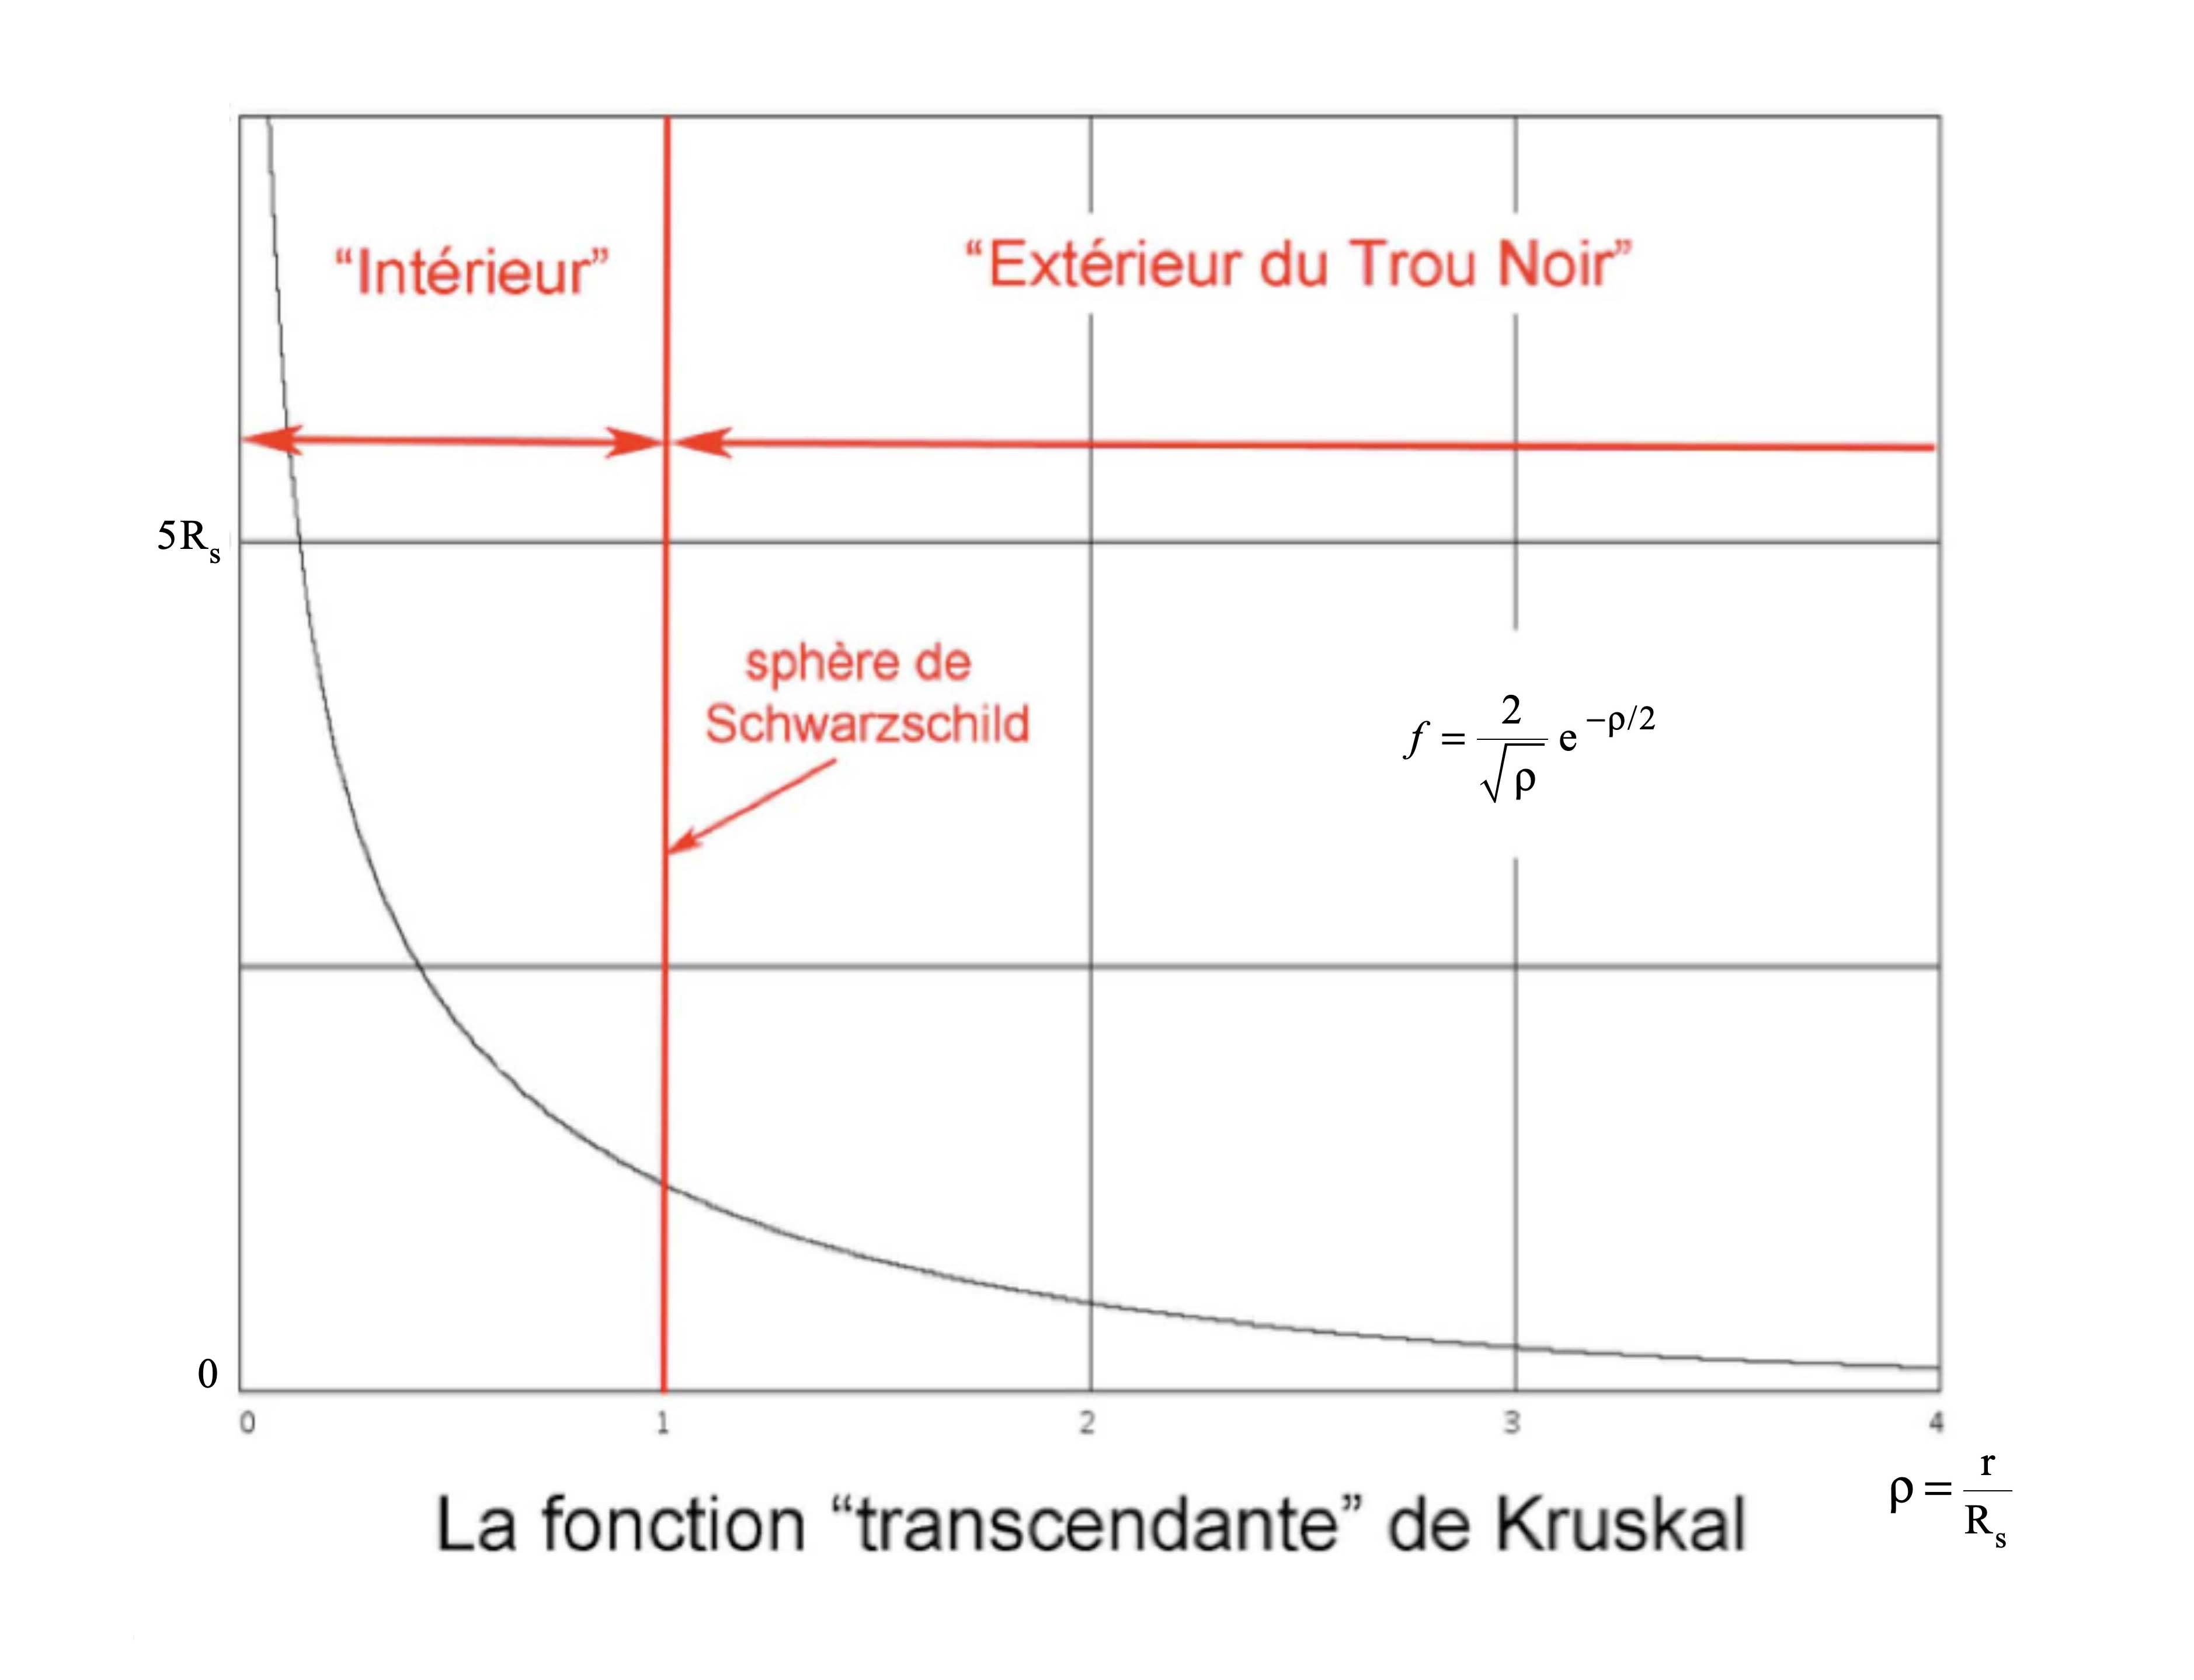 “Intérieur”
“Extérieur du Trou Noir”
5Rs
sphère de
Schwarzschild
f = 2/√ρ e −ρ/2
0
0 1 2 3 4
ρ = r/Rs
La fonction “transcendante” de Kruskal